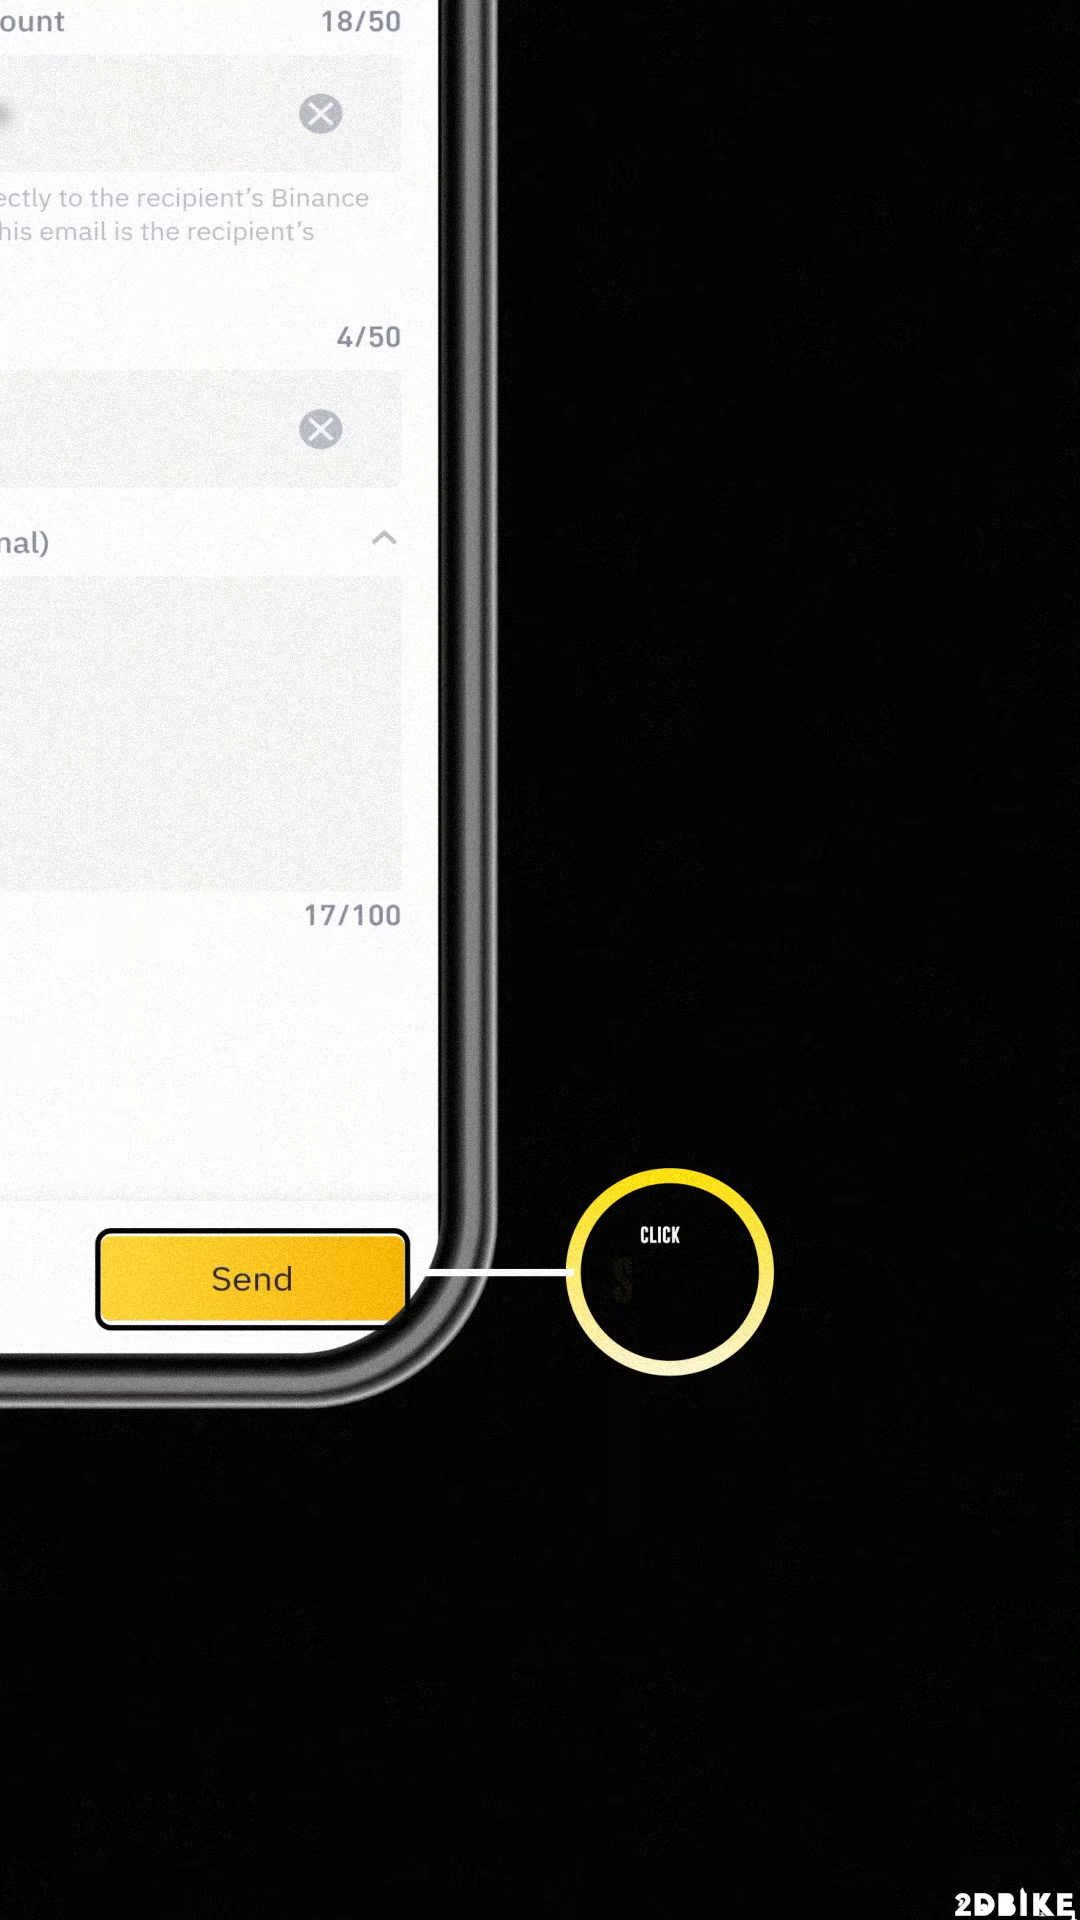 ount 18/50
ectly to the recipient's Binance
his email is the recipient's
4/50
nal)
17/100
Send
CLICK
S
2DBIKE